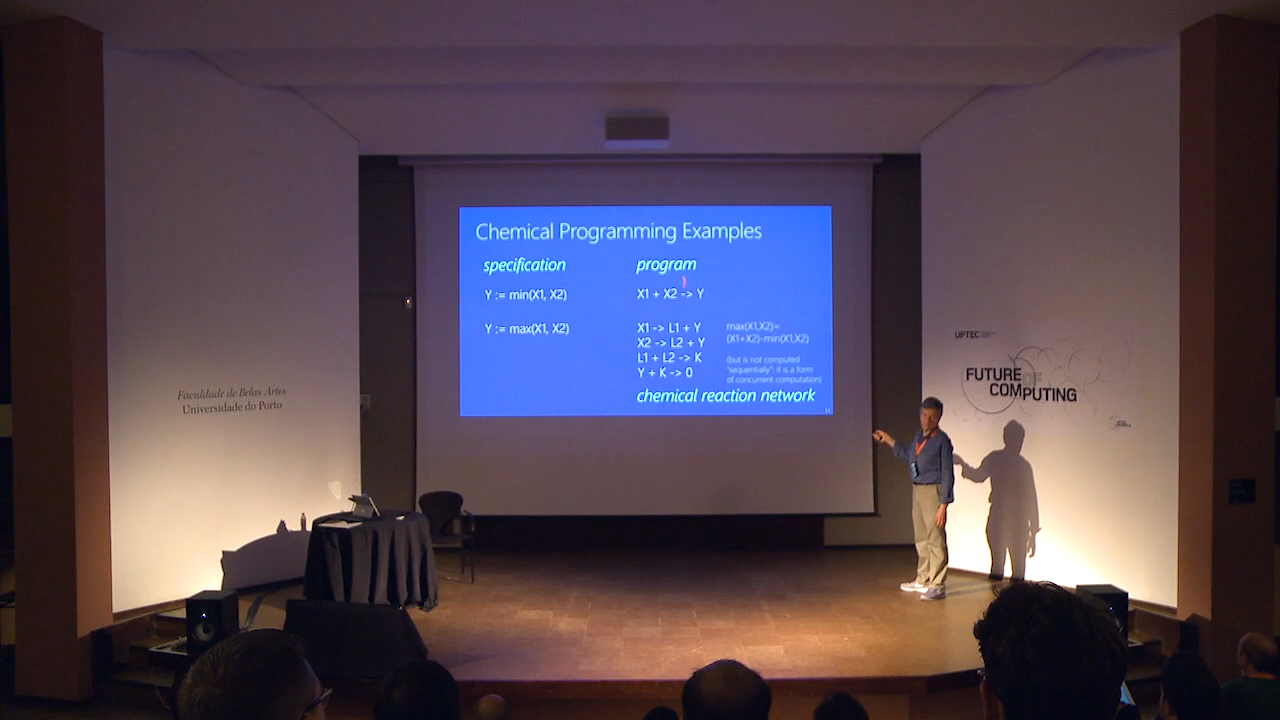 Chemical Programming Examples
specification
program
Y := min(X1, X2)
X1 + X2 -> Y
Y := max(X1, X2)
X1 -> L1 + Y
X2 -> L2 + Y
L1 + L2 -> K
Y + K -> 0
max(X1,X2)=
(X1+X2)-min(X1,X2)
(but is not computed
"sequentially": it is a form
of concurrent computation)
chemical reaction network
Faculdade de Belas Artes
Universidade do Porto
UPTEC
FUTURE OF
COMPUTING